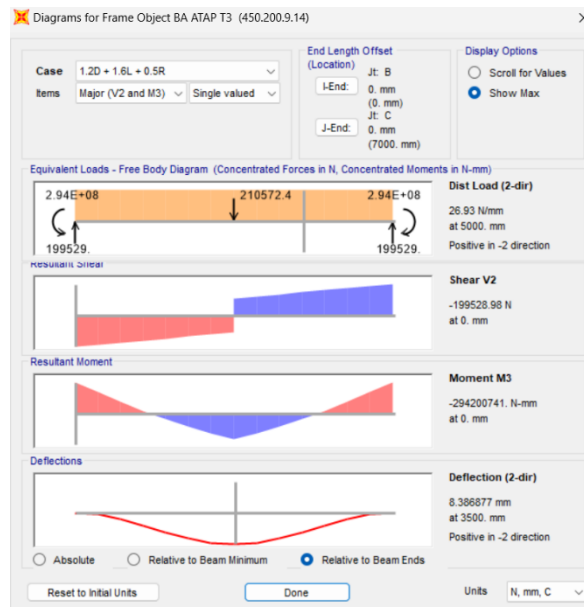 Diagrams for Frame Object BA ATAP T3 (450.200.9.14)
End Length Offset
(Location)
Display Options
Case 1.2D + 1.6L + 0.5R
Items Major (V2 and M3) Single valued
Jt: B
I-End: 0. mm
(0. mm)
Jt: C
J-End: 0. mm
(7000. mm)
Scroll for Values
Show Max
Equivalent Loads - Free Body Diagram (Concentrated Forces in N, Concentrated Moments in N-mm)
2.94E+08 210572.4 2.94E+08
199529. 199529.
Dist Load (2-dir)
26.93 N/mm
at 5000. mm
Positive in -2 direction
Resultant Shear
Shear V2
-199528.98 N
at 0. mm
Resultant Moment
Moment M3
-294200741. N-mm
at 0. mm
Deflections
Deflection (2-dir)
8.386877 mm
at 3500. mm
Positive in -2 direction
Absolute Relative to Beam Minimum Relative to Beam Ends
Reset to Initial Units Done Units N, mm, C